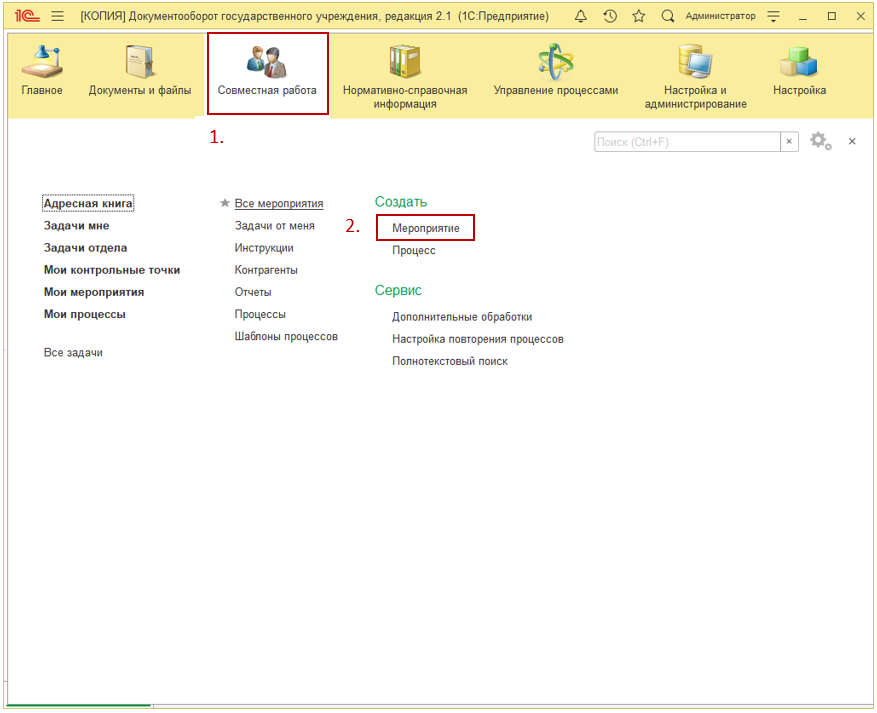 1С [КОПИЯ] Документооборот государственного учреждения, редакция 2.1 (1С:Предприятие) Администратор
Главное
Документы и файлы
Совместная работа
Нормативно-справочная
информация
Управление процессами
Настройка и
администрирование
Настройка
1.
Поиск (Ctrl+F)
Адресная книга
Задачи мне
Задачи отдела
Мои контрольные точки
Мои мероприятия
Мои процессы
Все задачи
Все мероприятия
Задачи от меня
Инструкции
Контрагенты
Отчеты
Процессы
Шаблоны процессов
Создать
2.
Мероприятие
Процесс
Сервис
Дополнительные обработки
Настройка повторения процессов
Полнотекстовый поиск